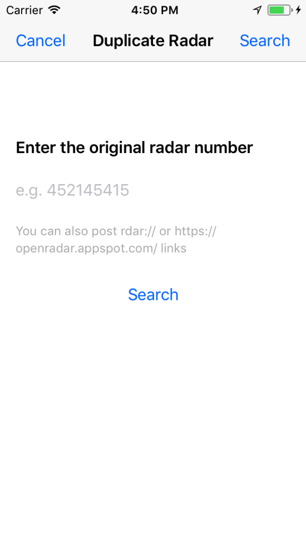 Carrier 4:50 PM
Cancel Duplicate Radar Search
Enter the original radar number
e.g. 452145415
You can also post rdar:// or https://
openradar.appspot.com/ links
Search